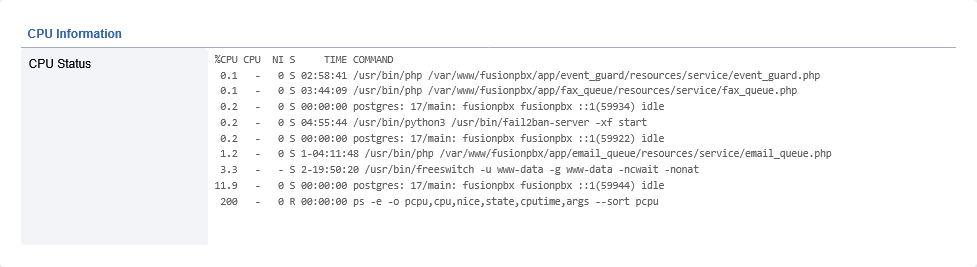 CPU Information
CPU Status
%CPU CPU  NI S     TIME COMMAND
 0.1   -   0 S 02:58:41 /usr/bin/php /var/www/fusionpbx/app/event_guard/resources/service/event_guard.php
 0.1   -   0 S 03:44:09 /usr/bin/php /var/www/fusionpbx/app/fax_queue/resources/service/fax_queue.php
 0.2   -   0 S 00:00:00 postgres: 17/main: fusionpbx fusionpbx ::1(59934) idle
 0.2   -   0 S 04:55:44 /usr/bin/python3 /usr/bin/fail2ban-server -xf start
 0.2   -   0 S 00:00:00 postgres: 17/main: fusionpbx fusionpbx ::1(59922) idle
 1.2   -   0 S 1-04:11:48 /usr/bin/php /var/www/fusionpbx/app/email_queue/resources/service/email_queue.php
 3.3   -   - S 2-19:50:20 /usr/bin/freeswitch -u www-data -g www-data -ncwait -nonat
11.9   -   0 S 00:00:00 postgres: 17/main: fusionpbx fusionpbx ::1(59944) idle
 200   -   0 R 00:00:00 ps -e -o pcpu,cpu,nice,state,cputime,args --sort pcpu